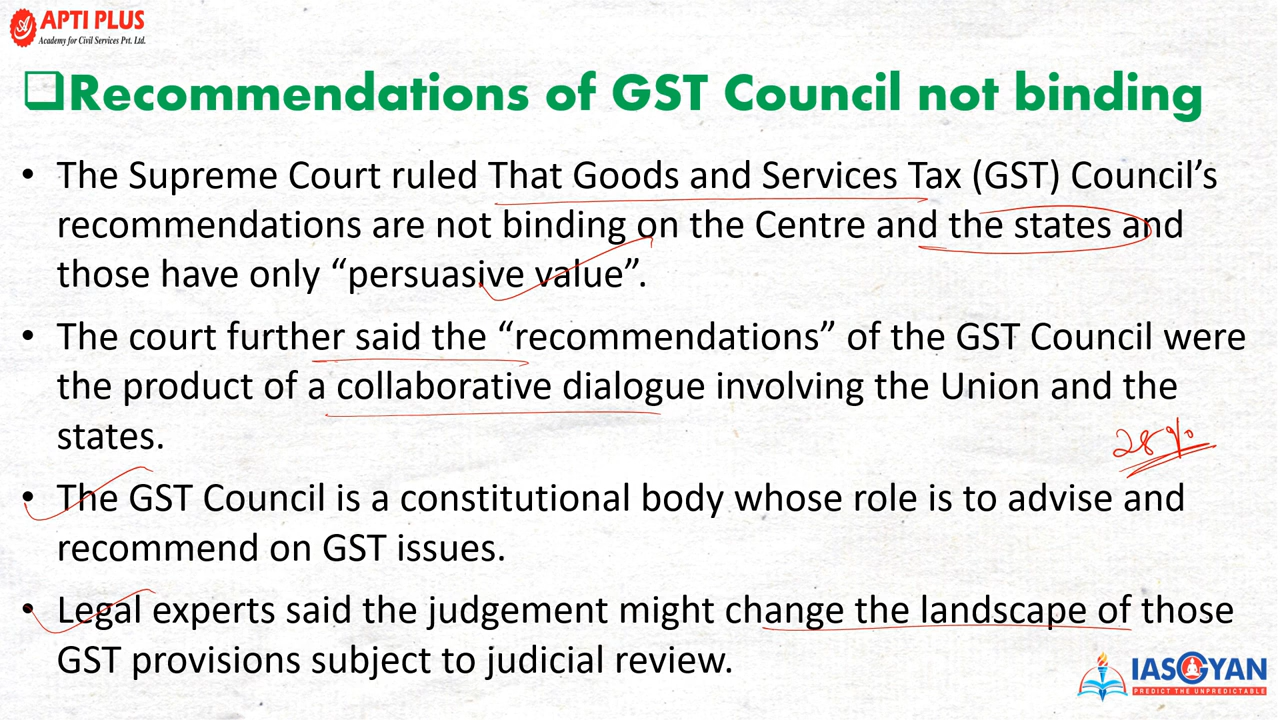 APTI PLUS
Academy for Civil Services Pvt. Ltd.
Recommendations of GST Council not binding
• The Supreme Court ruled That Goods and Services Tax (GST) Council’s
recommendations are not binding on the Centre and the states and
those have only “persuasive value”.
• The court further said the “recommendations” of the GST Council were
the product of a collaborative dialogue involving the Union and the
states.
28%
• The GST Council is a constitutional body whose role is to advise and
recommend on GST issues.
• Legal experts said the judgement might change the landscape of those
GST provisions subject to judicial review.
IASGYAN
PREDICT THE UNPREDICTABLE